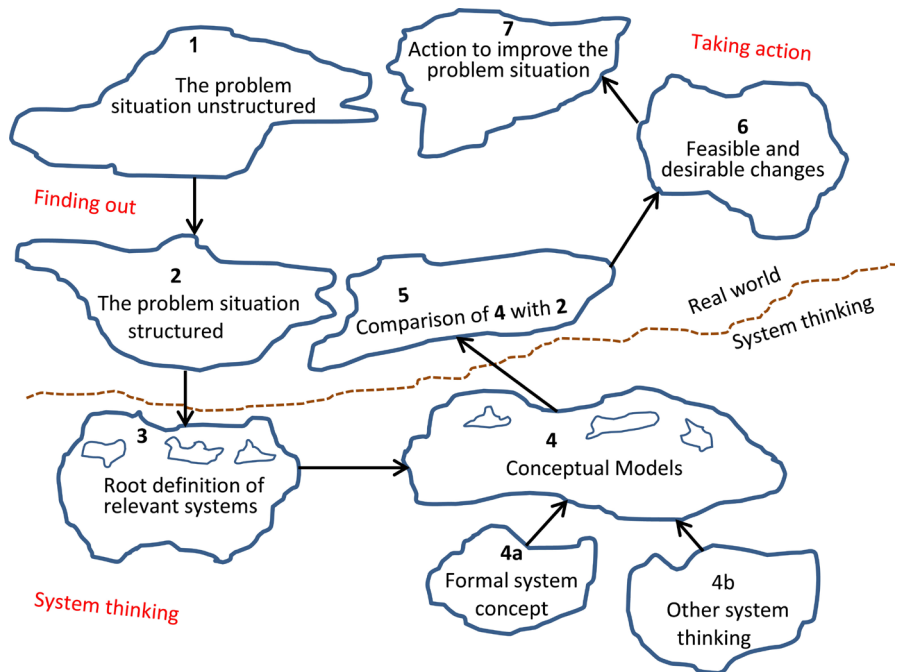 1
The problem
situation unstructured
7
Action to improve the
problem situation
Taking action
6
Feasible and
desirable changes
Finding out
2
The problem situation
structured
5
Comparison of 4 with 2
Real world
System thinking
3
Root definition of
relevant systems
4
Conceptual Models
4a
Formal system
concept
4b
Other system
thinking
System thinking